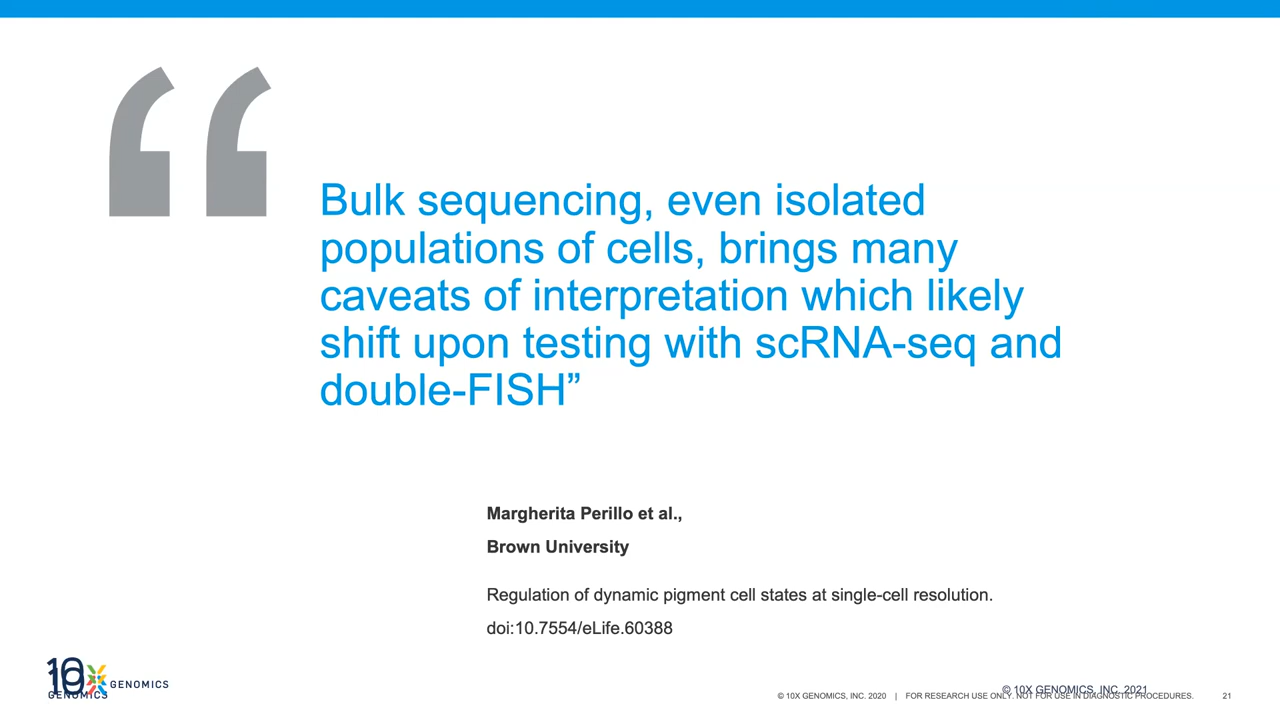 “
Bulk sequencing, even isolated
populations of cells, brings many
caveats of interpretation which likely
shift upon testing with scRNA-seq and
double-FISH”
Margherita Perillo et al.,
Brown University
Regulation of dynamic pigment cell states at single-cell resolution.
doi:10.7554/eLife.60388
10X GENOMICS
GENOMICS
© 10X GENOMICS, INC. 2021
© 10X GENOMICS, INC. 2020 | FOR RESEARCH USE ONLY. NOT FOR USE IN DIAGNOSTIC PROCEDURES. 21